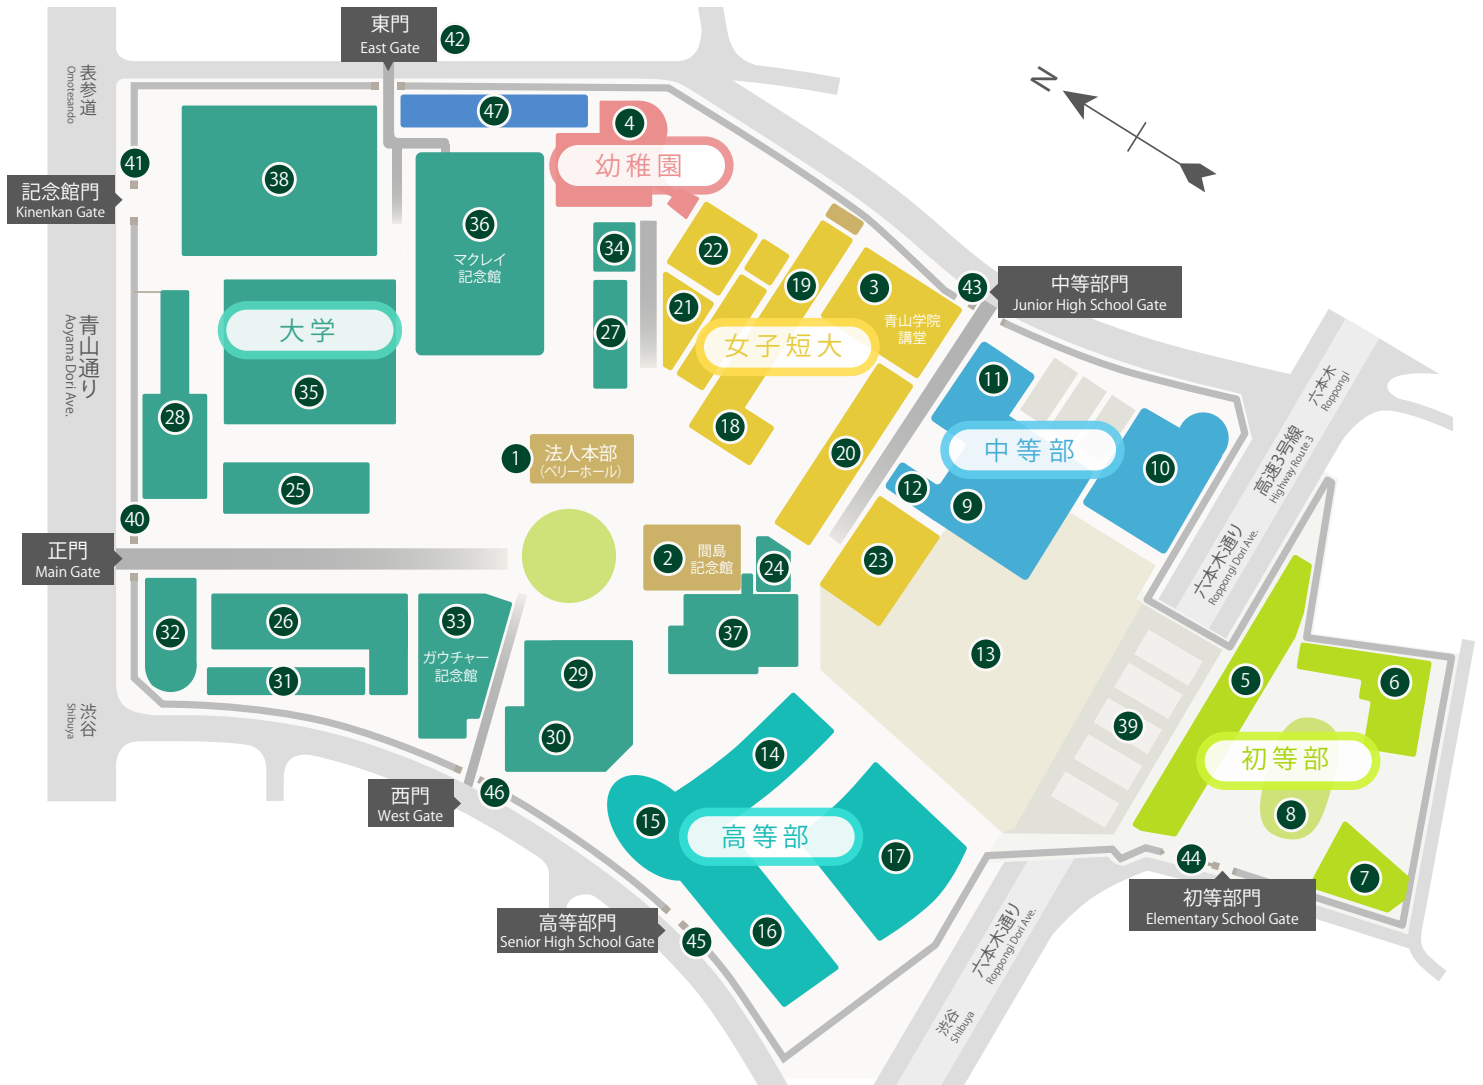 東門
East Gate
42
表参道
Omotesando
47
4
幼稚園
41
38
記念館門
Kinenkan Gate
36
マクレイ
記念館
34
22
19
3
青山学院
講堂
43
中等部門
Junior High School Gate
N
21
27
大学
女子短大
青山通り
Aoyama Dori Ave.
35
28
18
11
六本木
Roppongi
高速3号線
Highway Route 3
1
法人本部
(ベリーホール)
20
中等部
10
12
9
25
40
正門
Main Gate
2
間島
記念館
24
23
六本木通り
Roppongi Dori Ave.
32
26
33
ガウチャー
記念館
37
13
31
29
30
5
6
39
初等部
8
渋谷
Shibuya
14
西門
West Gate
46
15
高等部
17
44
7
初等部門
Elementary School Gate
高等部門
Senior High School Gate
45
16
六本木通り
Roppongi Dori Ave.
渋谷
Shibuya